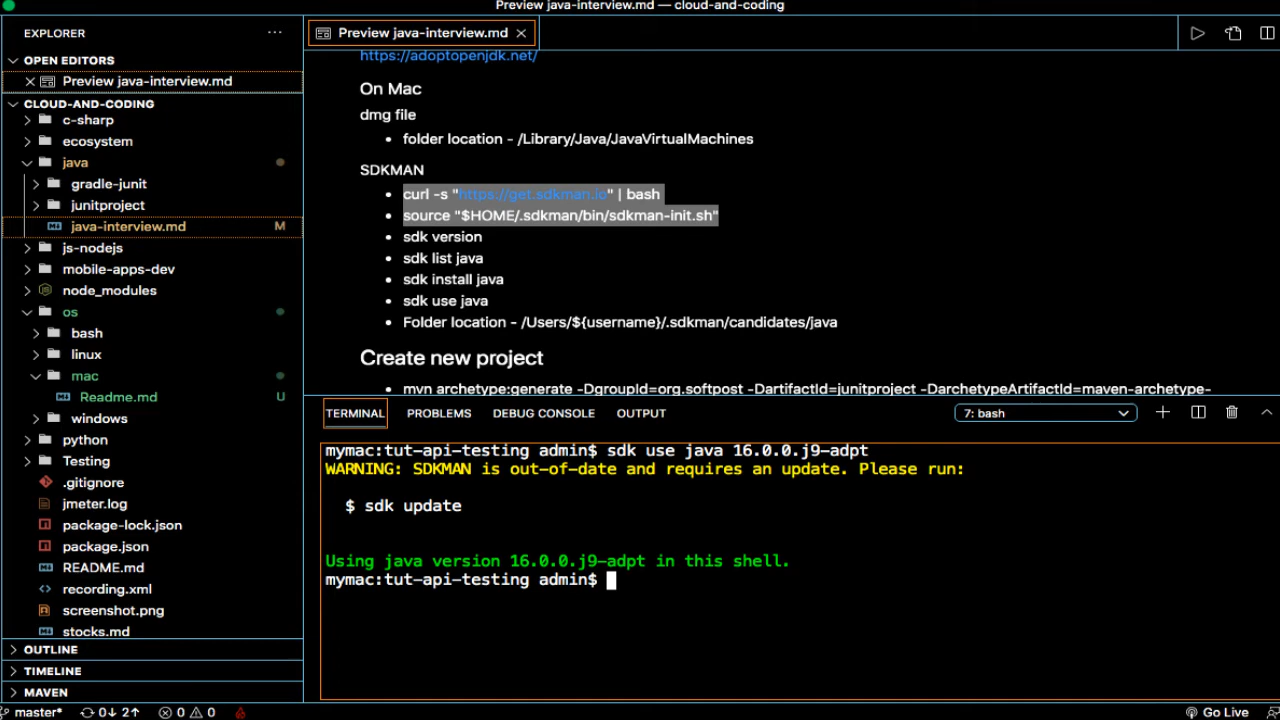 Preview java-interview.md — cloud-and-coding
EXPLORER
Preview java-interview.md
OPEN EDITORS
Preview java-interview.md
CLOUD-AND-CODING
c-sharp
ecosystem
java
gradle-junit
junitproject
java-interview.md M
js-nodejs
mobile-apps-dev
node_modules
os
bash
linux
mac
Readme.md U
windows
python
Testing
.gitignore
jmeter.log
package-lock.json
package.json
README.md
recording.xml
screenshot.png
stocks.md
OUTLINE
TIMELINE
MAVEN
https://adoptopenjdk.net/
On Mac
dmg file
• folder location - /Library/Java/JavaVirtualMachines
SDKMAN
• curl -s "https://get.sdkman.io" | bash
• source "$HOME/.sdkman/bin/sdkman-init.sh"
• sdk version
• sdk list java
• sdk install java
• sdk use java
• Folder location - /Users/${username}/.sdkman/candidates/java
Create new project
• mvn archetype:generate -DgroupId=org.softpost -DartifactId=junitproject -DarchetypeArtifactId=maven-archetype-
TERMINAL PROBLEMS DEBUG CONSOLE OUTPUT 7: bash
mymac:tut-api-testing admin$ sdk use java 16.0.0.j9-adpt
WARNING: SDKMAN is out-of-date and requires an update. Please run:
$ sdk update
Using java version 16.0.0.j9-adpt in this shell.
mymac:tut-api-testing admin$
master* 0↓ 2↑ 0 0 Go Live